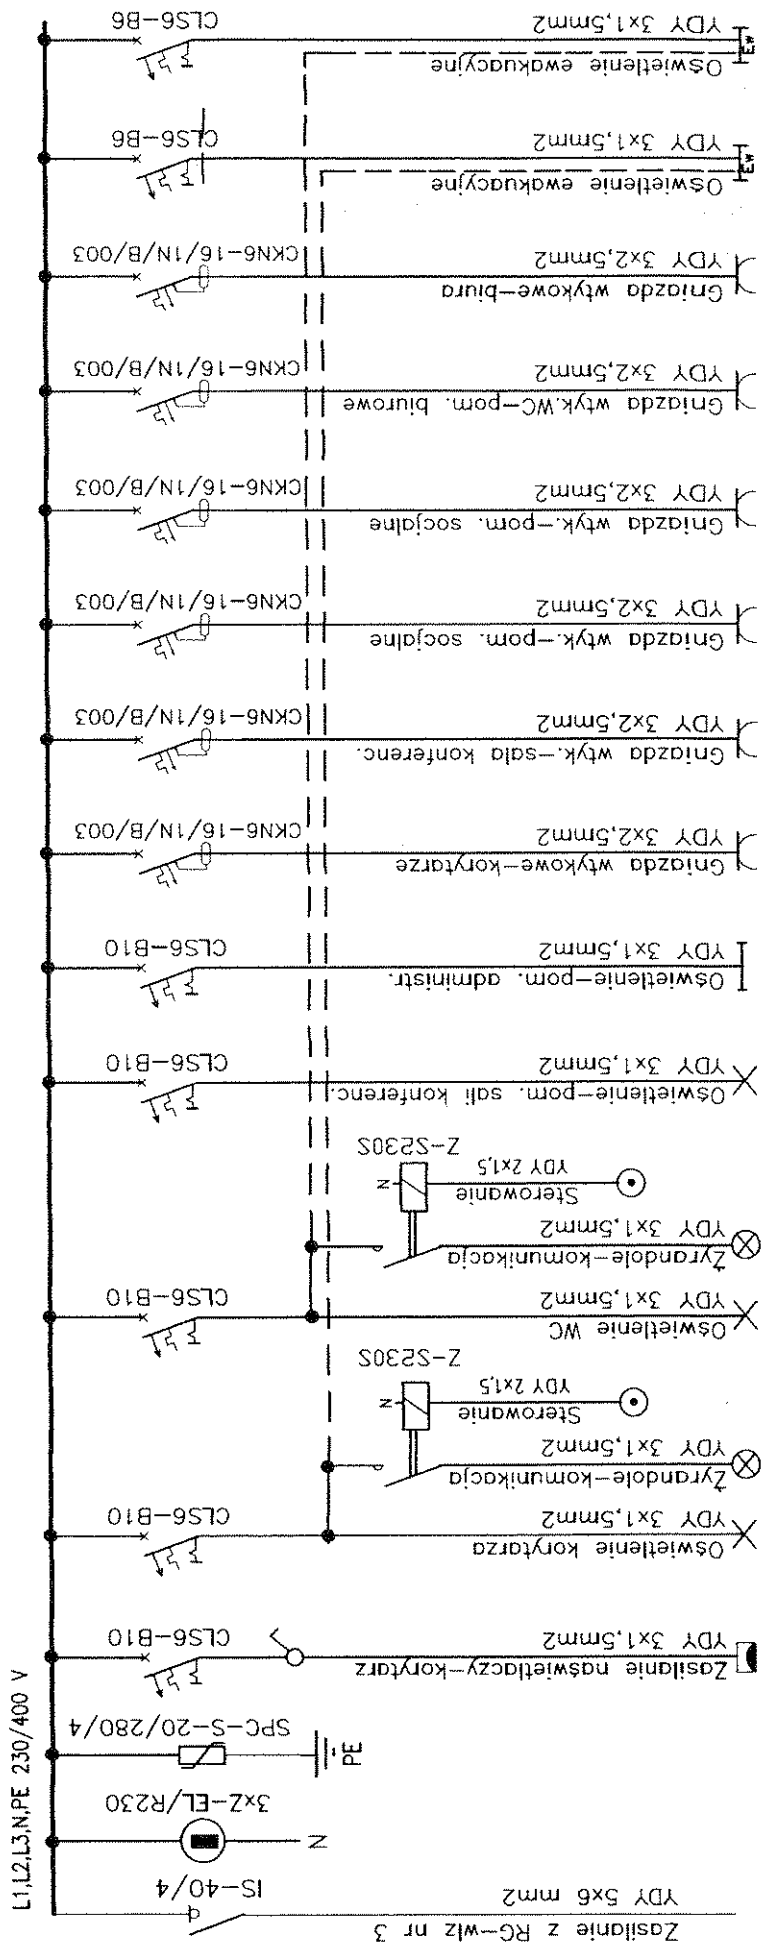 L1,L2,L3,N,PE 230/400 V
Zasilanie z RG-wlz nr 3
YDY 5x6 mm2
IS-40/4
3xZ-EL/R230
N
SPC-S-20/280/4
PE
Zasilanie naświetlaczy-korytarz
YDY 3x1,5mm2
CLS6-B10
Oświetlenie korytarza
YDY 3x1,5mm2
CLS6-B10
Żyrandole-komunikacja
YDY 3x1,5mm2
Sterowanie
YDY 2x1,5
N
Z-S230S
Oświetlenie WC
YDY 3x1,5mm2
CLS6-B10
Żyrandole-komunikacja
YDY 3x1,5mm2
Sterowanie
YDY 2x1,5
N
Z-S230S
Oświetlenie-pom. sali konferenc.
YDY 3x1,5mm2
CLS6-B10
Oświetlenie-pom. administr.
YDY 3x1,5mm2
CLS6-B10
Gniazda wtykowe-korytarze
YDY 3x2,5mm2
CKN6-16/1N/B/003
Gniazda wtyk.-sala konferenc.
YDY 3x2,5mm2
CKN6-16/1N/B/003
Gniazda wtyk.-pom. socjalne
YDY 3x2,5mm2
CKN6-16/1N/B/003
Gniazda wtyk.-pom. socjalne
YDY 3x2,5mm2
CKN6-16/1N/B/003
Gniazda wtyk.WC-pom. biurowe
YDY 3x2,5mm2
CKN6-16/1N/B/003
Gniazda wtykowe-biura
YDY 3x2,5mm2
CKN6-16/1N/B/003
Oświetlenie ewakuacyjne
YDY 3x1,5mm2
CLS6-B6
EW
Oświetlenie ewakuacyjne
YDY 3x1,5mm2
CLS6-B6
EW